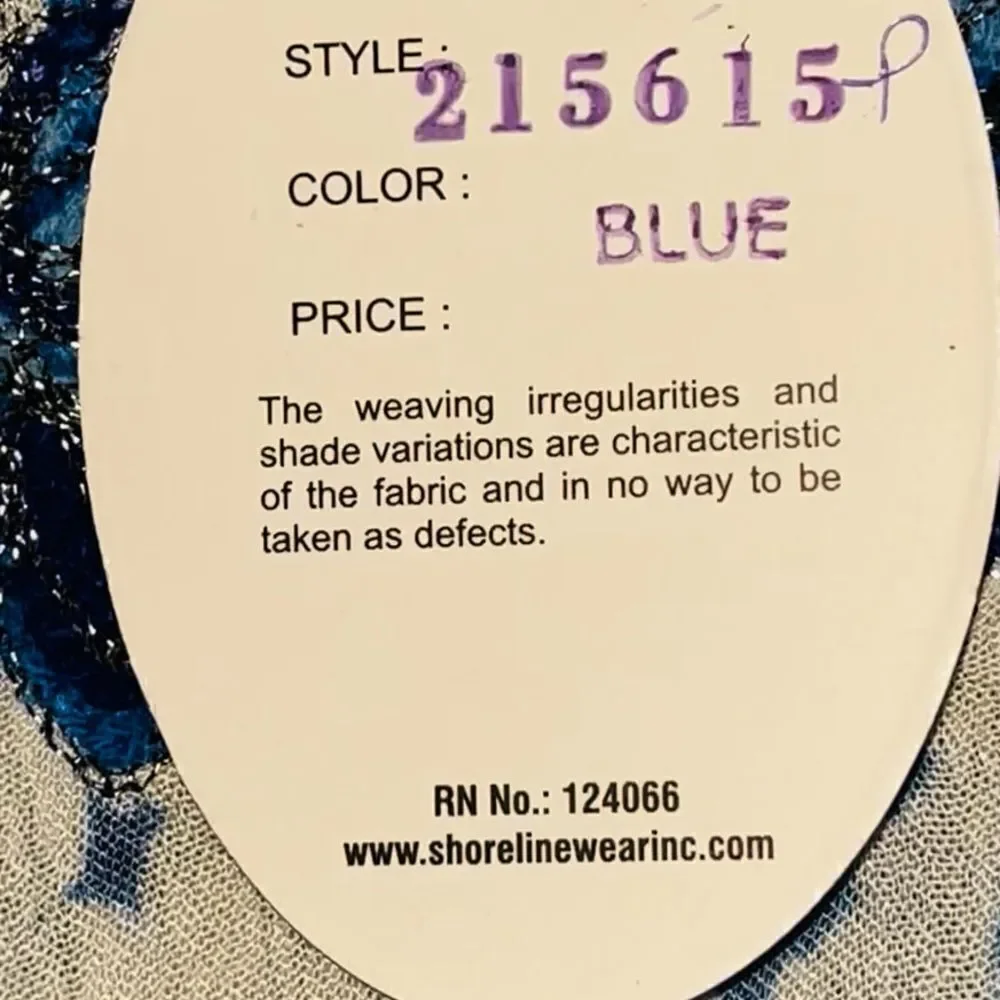 STYLE : 215615-P
COLOR : BLUE
PRICE :
The weaving irregularities and
shade variations are characteristic
of the fabric and in no way to be
taken as defects.
RN No.: 124066
www.shorelinewearinc.com